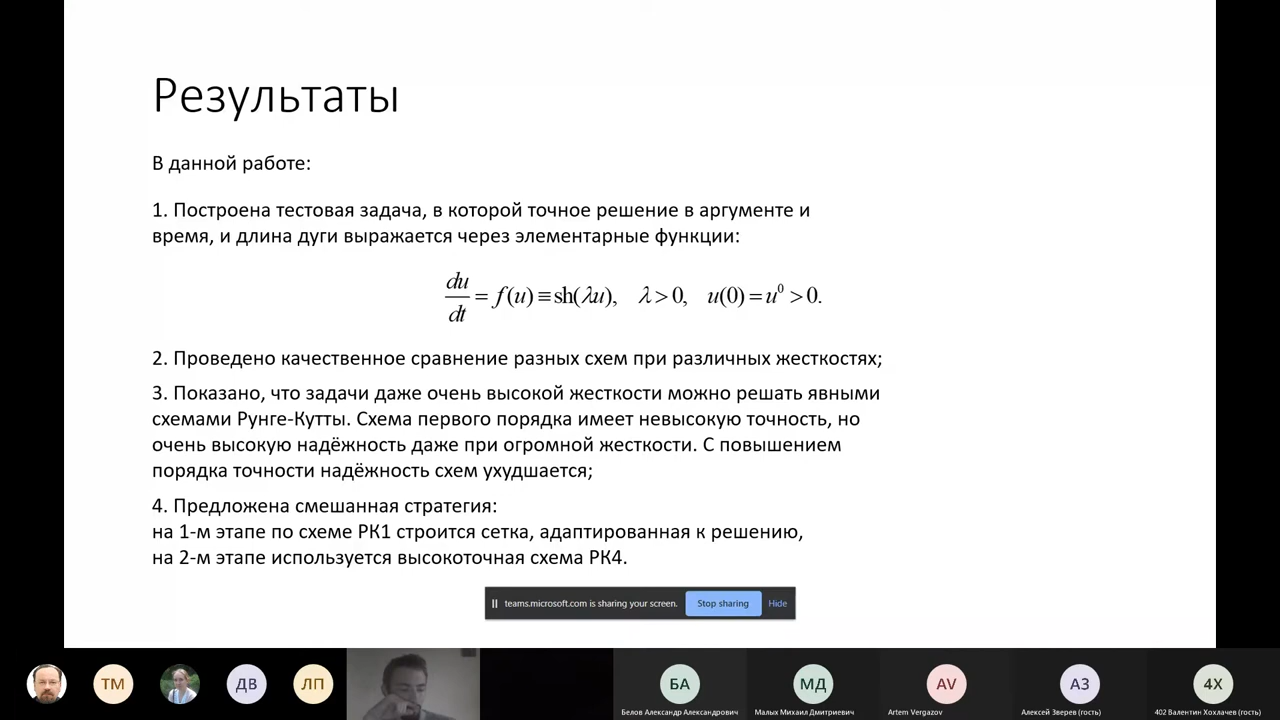 Результаты
В данной работе:
1. Построена тестовая задача, в которой точное решение в аргументе и
время, и длина дуги выражается через элементарные функции:
du/dt = f(u) ≡ sh(λu), λ > 0, u(0) = u⁰ > 0.
2. Проведено качественное сравнение разных схем при различных жесткостях;
3. Показано, что задачи даже очень высокой жесткости можно решать явными
схемами Рунге-Кутты. Схема первого порядка имеет невысокую точность, но
очень высокую надёжность даже при огромной жесткости. С повышением
порядка точности надёжность схем ухудшается;
4. Предложена смешанная стратегия:
на 1-м этапе по схеме РК1 строится сетка, адаптированная к решению,
на 2-м этапе используется высокоточная схема РК4.
teams.microsoft.com is sharing your screen. Stop sharing Hide
ТМ ДВ ЛП БА МД AV АЗ 4Х
Белов Александр Александрович Малых Михаил Дмитриевич Artem Vergazov Алексей Зверев (гость) 402 Валентин Хохлачев (гость)